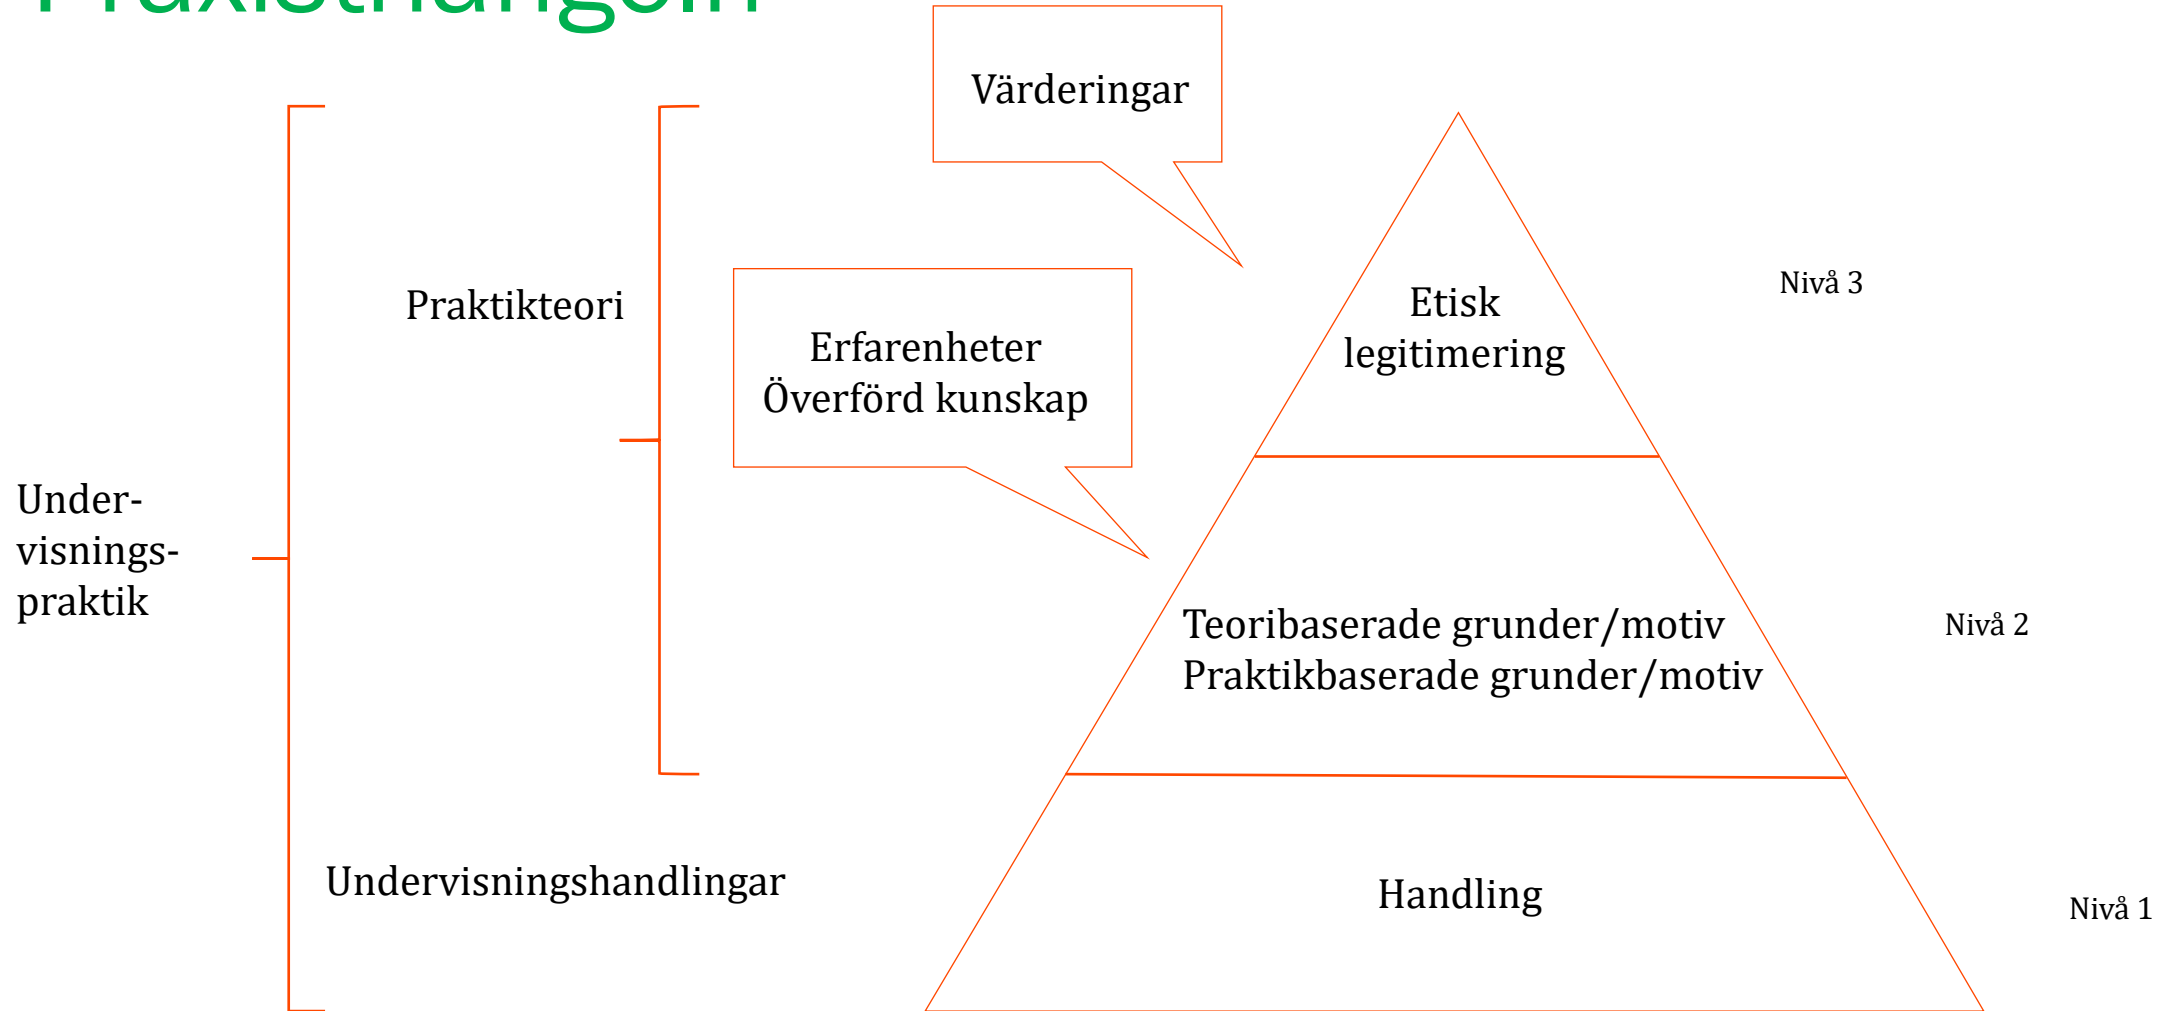 Värderingar
Praktikteori
Erfarenheter
Överförd kunskap
Etisk
legitimering
Nivå 3
Under-
visnings-
praktik
Teoribaserade grunder/motiv
Praktikbaserade grunder/motiv
Nivå 2
Undervisningshandlingar
Handling
Nivå 1